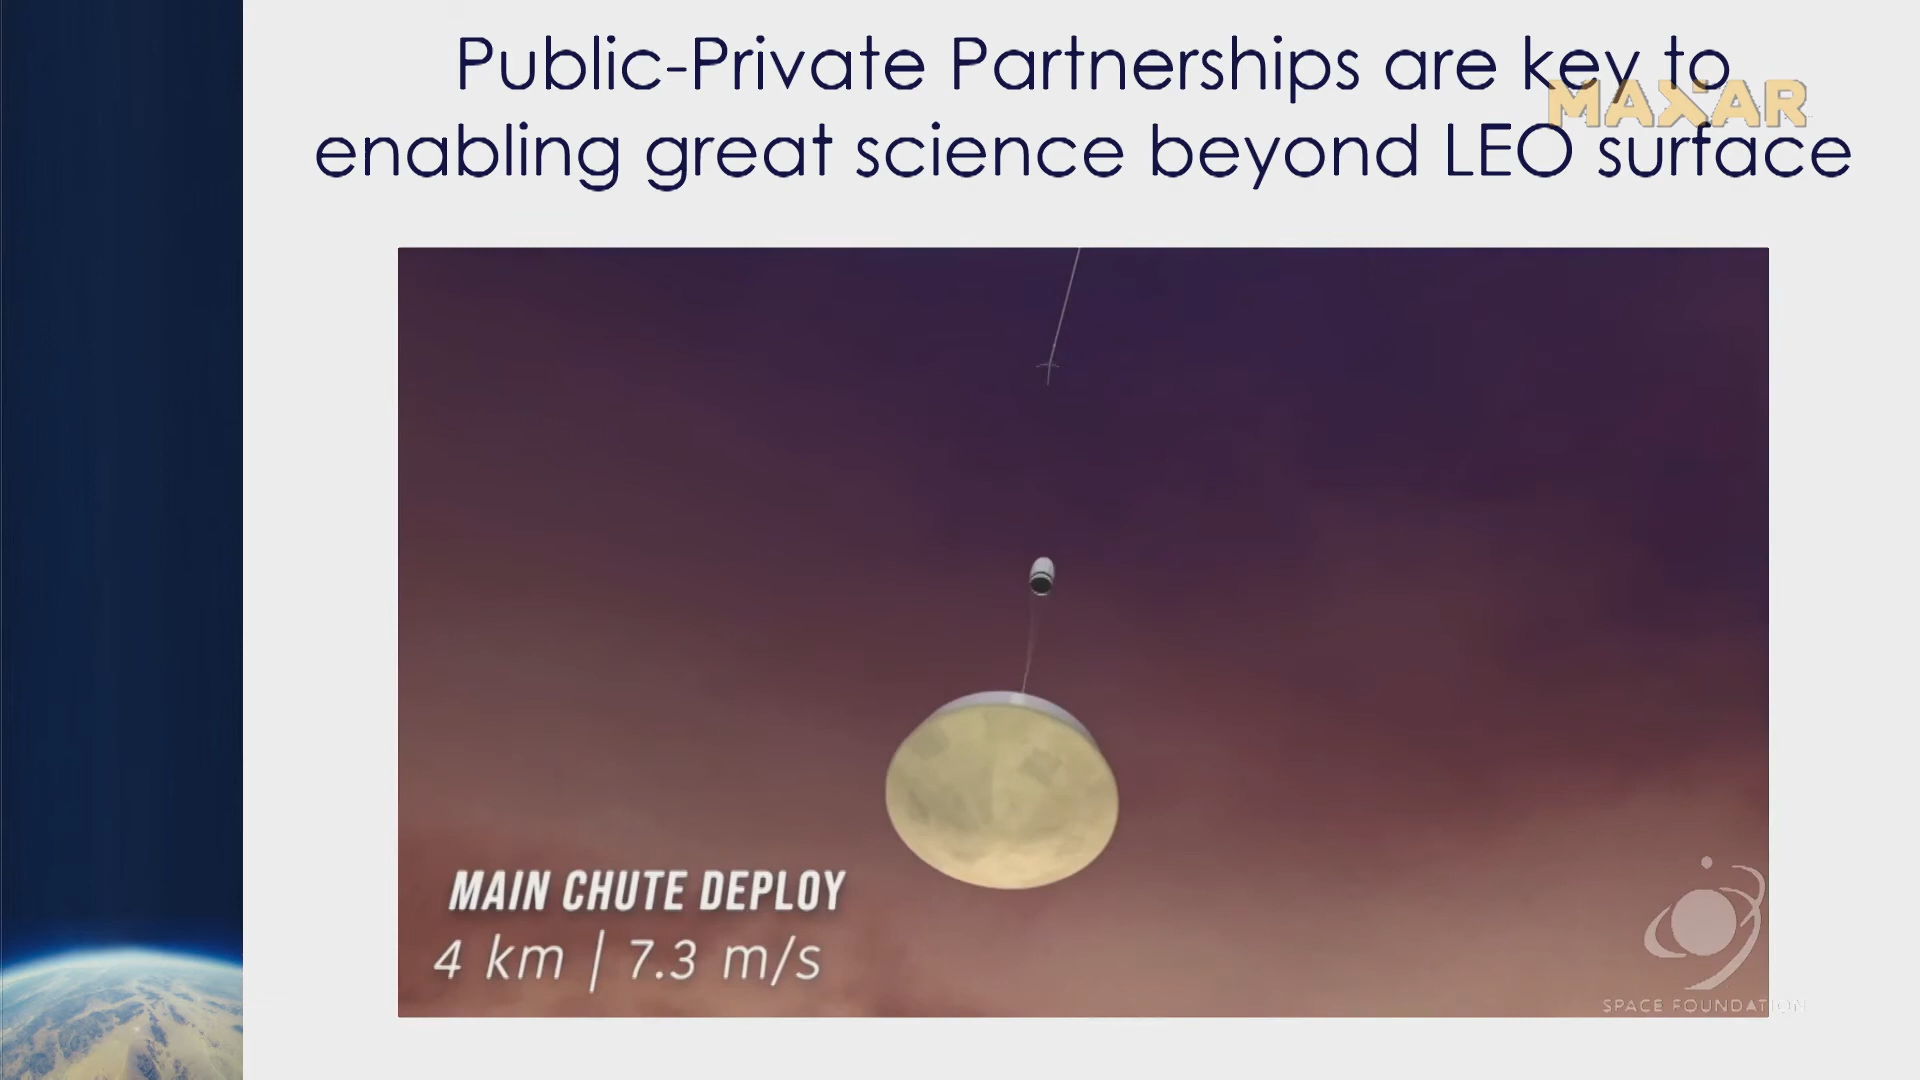 Public-Private Partnerships are key to
MAXAR
enabling great science beyond LEO surface
MAIN CHUTE DEPLOY
4 km | 7.3 m/s
SPACE FOUNDATION